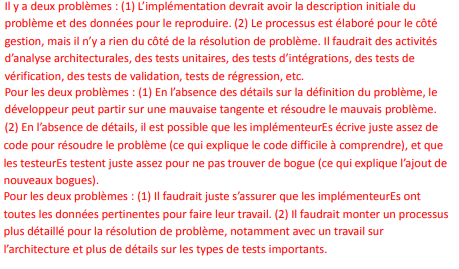 Il y a deux problèmes : (1) L’implémentation devrait avoir la description initiale du
problème et des données pour le reproduire. (2) Le processus est élaboré pour le côté
gestion, mais il n’y a rien du côté de la résolution de problème. Il faudrait des activités
d’analyse architecturales, des tests unitaires, des tests d’intégrations, des tests de
vérification, des tests de validation, tests de régression, etc.
Pour les deux problèmes : (1) En l’absence des détails sur la définition du problème, le
développeur peut partir sur une mauvaise tangente et résoudre le mauvais problème.
(2) En l’absence de détails, il est possible que les implémenteurEs écrive juste assez de
code pour résoudre le problème (ce qui explique le code difficile à comprendre), et que
les testeurEs testent juste assez pour ne pas trouver de bogue (ce qui explique l’ajout de
nouveaux bogues).
Pour les deux problèmes : (1) Il faudrait juste s’assurer que les implémenteurEs ont
toutes les données pertinentes pour faire leur travail. (2) Il faudrait monter un processus
plus détaillé pour la résolution de problème, notamment avec un travail sur
l’architecture et plus de détails sur les types de tests importants.